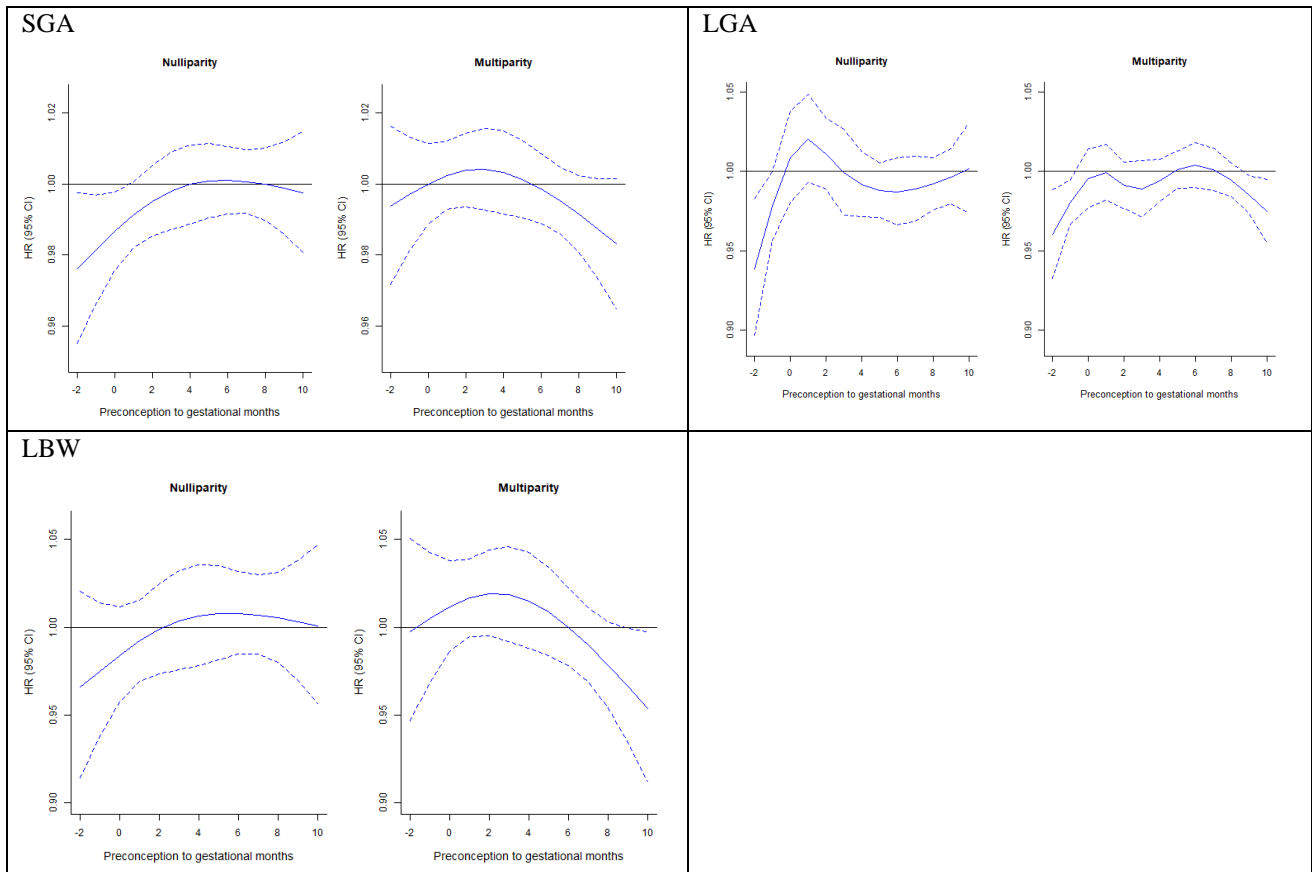 SGA
Nulliparity
HR (95% CI)
0.96 0.98 1.00 1.02
-2 0 2 4 6 8 10
Preconception to gestational months
Multiparity
HR (95% CI)
0.96 0.98 1.00 1.02
-2 0 2 4 6 8 10
Preconception to gestational months
LGA
Nulliparity
HR (95% CI)
0.90 0.95 1.00 1.05
-2 0 2 4 6 8 10
Preconception to gestational months
Multiparity
HR (95% CI)
0.90 0.95 1.00 1.05
-2 0 2 4 6 8 10
Preconception to gestational months
LBW
Nulliparity
HR (95% CI)
0.90 0.95 1.00 1.05
-2 0 2 4 6 8 10
Preconception to gestational months
Multiparity
HR (95% CI)
0.90 0.95 1.00 1.05
-2 0 2 4 6 8 10
Preconception to gestational months